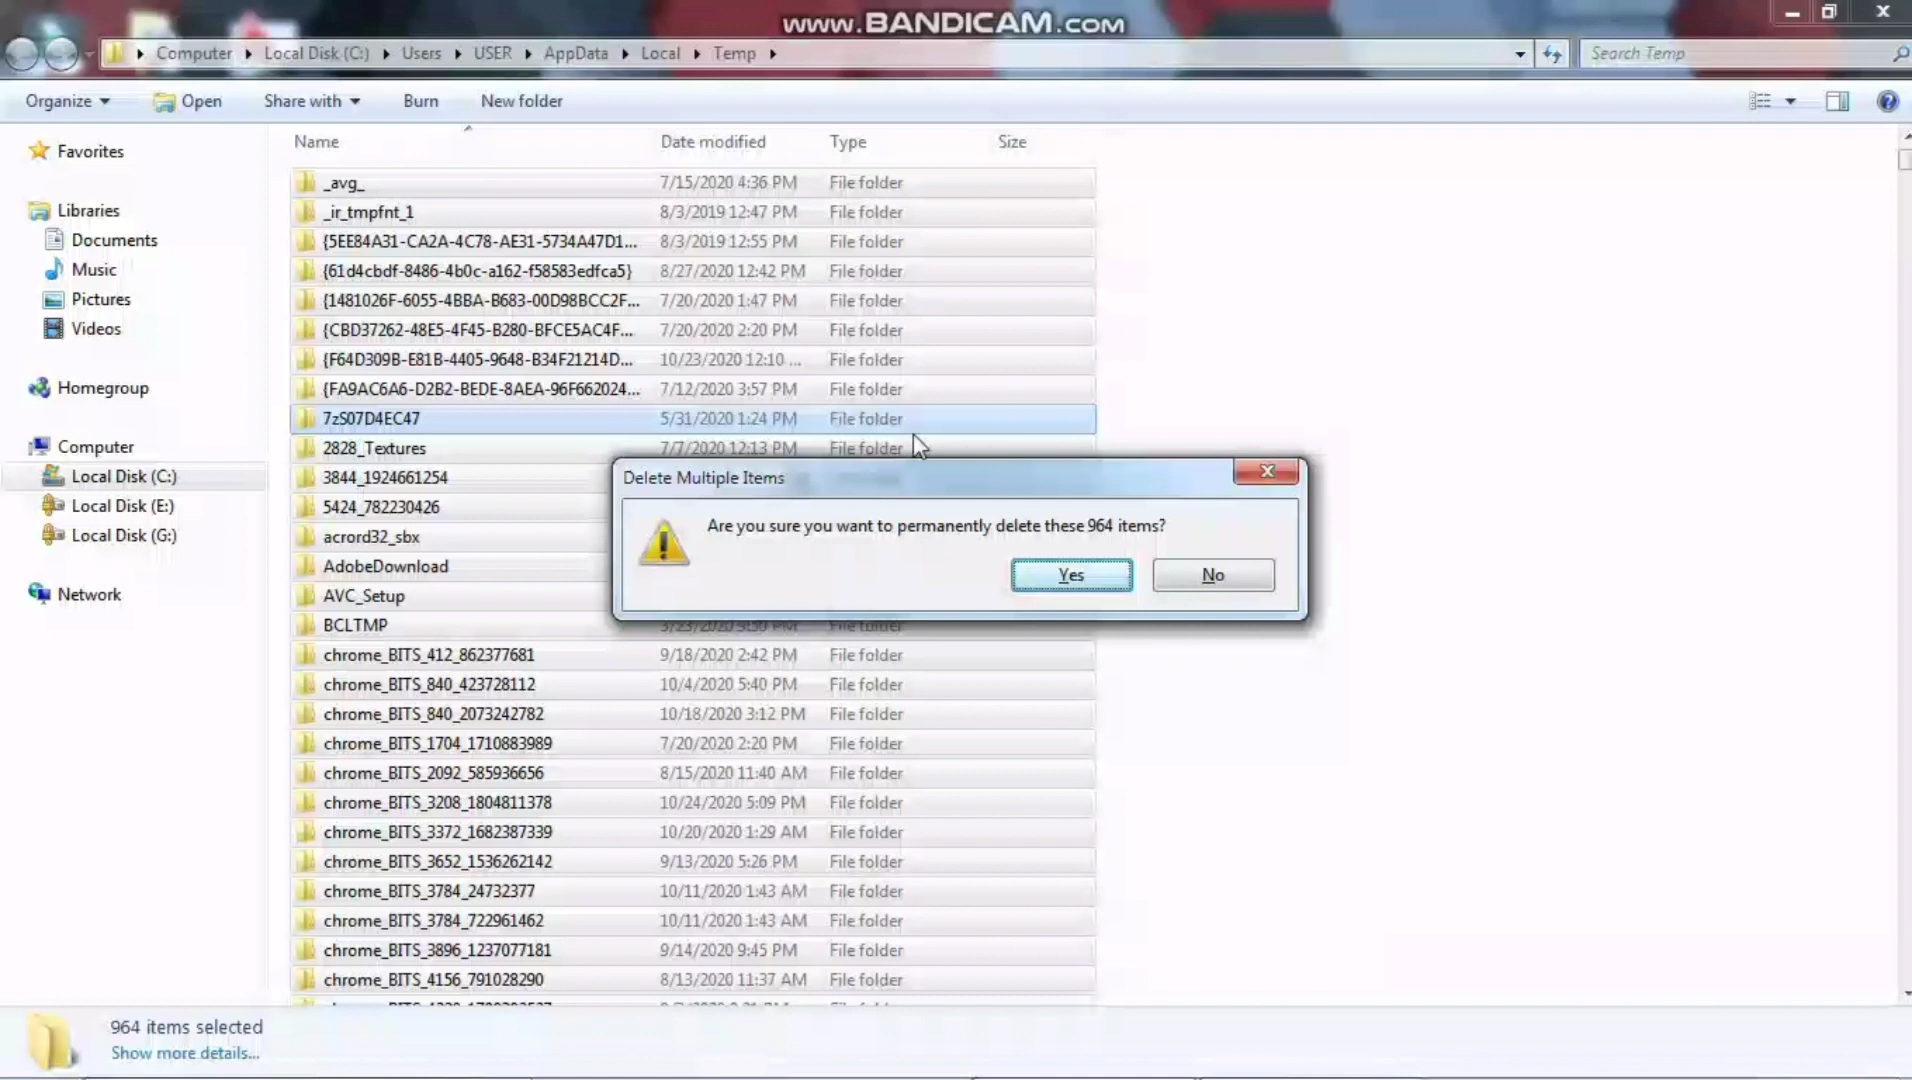 www.BANDICAM.com
Computer Local Disk (C:) Users USER AppData Local Temp
Search Temp
Organize Open Share with Burn New folder
Name Date modified Type Size
Favorites
Libraries
Documents
Music
Pictures
Videos
Homegroup
Computer
Local Disk (C:)
Local Disk (E:)
Local Disk (G:)
Network
_avg_ 7/15/2020 4:36 PM File folder
_ir_tmpfnt_1 8/3/2019 12:47 PM File folder
{5EE84A31-CA2A-4C78-AE31-5734A47D1... 8/3/2019 12:55 PM File folder
{61d4cbdf-8486-4b0c-a162-f58583edfca5} 8/27/2020 12:42 PM File folder
{1481026F-6055-4BBA-B683-00D98BCC2F... 7/20/2020 1:47 PM File folder
{CBD37262-48E5-4F45-B280-BFCE5AC4F... 7/20/2020 2:20 PM File folder
{F64D309B-E81B-4405-9648-B34F21214D... 10/23/2020 12:10 ... File folder
{FA9AC6A6-D2B2-BEDE-8AEA-96F662024... 7/12/2020 3:57 PM File folder
7zS07D4EC47 5/31/2020 1:24 PM File folder
2828_Textures 7/7/2020 12:13 PM File folder
3844_1924661254
5424_782230426
acrord32_sbx
AdobeDownload
AVC_Setup
BCLTMP 3/23/2020 9:50 PM File folder
chrome_BITS_412_862377681 9/18/2020 2:42 PM File folder
chrome_BITS_840_423728112 10/4/2020 5:40 PM File folder
chrome_BITS_840_2073242782 10/18/2020 3:12 PM File folder
chrome_BITS_1704_1710883989 7/20/2020 2:20 PM File folder
chrome_BITS_2092_585936656 8/15/2020 11:40 AM File folder
chrome_BITS_3208_1804811378 10/24/2020 5:09 PM File folder
chrome_BITS_3372_1682387339 10/20/2020 1:29 AM File folder
chrome_BITS_3652_1536262142 9/13/2020 5:26 PM File folder
chrome_BITS_3784_24732377 10/11/2020 1:43 AM File folder
chrome_BITS_3784_722961462 10/11/2020 1:43 AM File folder
chrome_BITS_3896_1237077181 9/14/2020 9:45 PM File folder
chrome_BITS_4156_791028290 8/13/2020 11:37 AM File folder
Delete Multiple Items
Are you sure you want to permanently delete these 964 items?
Yes No
964 items selected
Show more details...